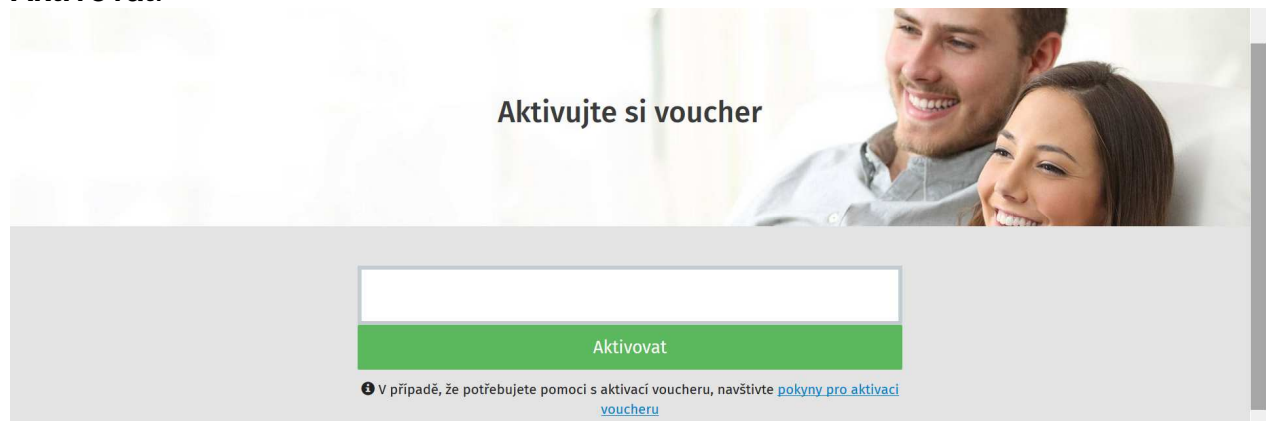 Aktivujte si voucher
Aktivovat
V případě, že potřebujete pomoci s aktivací voucheru, navštivte pokyny pro aktivaci
voucheru